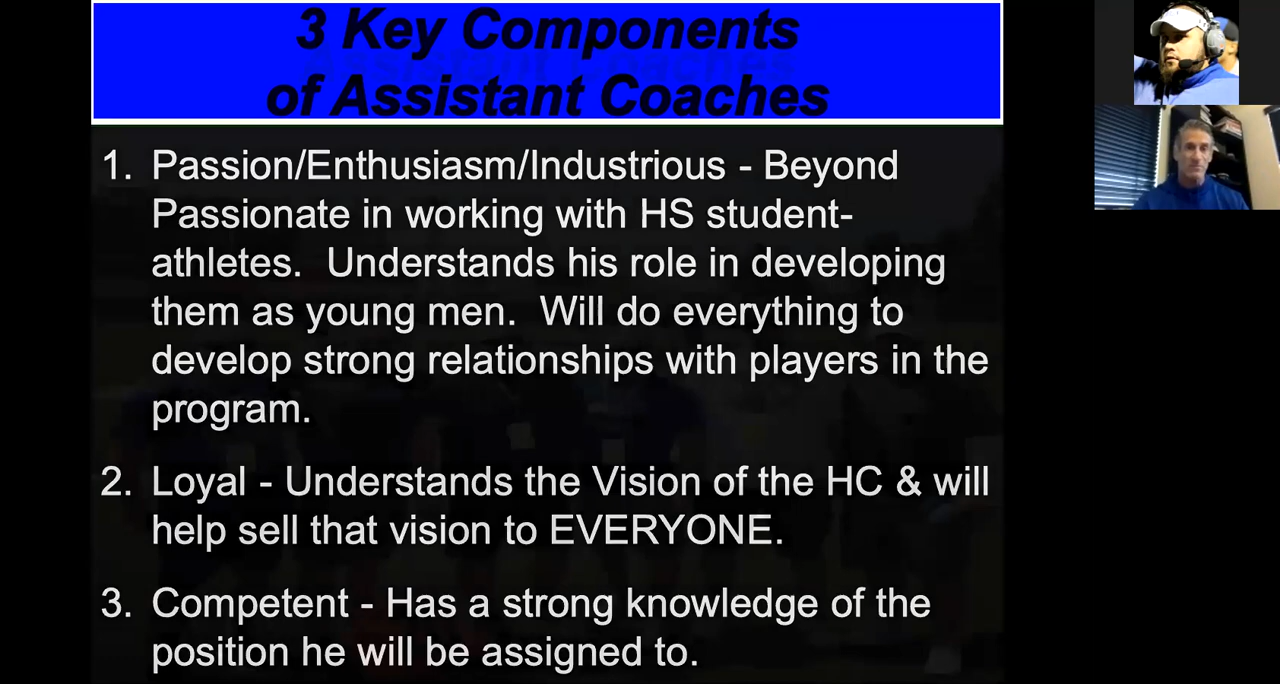 3 Key Components
of Assistant Coaches
1. Passion/Enthusiasm/Industrious - Beyond
Passionate in working with HS student-
athletes. Understands his role in developing
them as young men. Will do everything to
develop strong relationships with players in the
program.
2. Loyal - Understands the Vision of the HC & will
help sell that vision to EVERYONE.
3. Competent - Has a strong knowledge of the
position he will be assigned to.